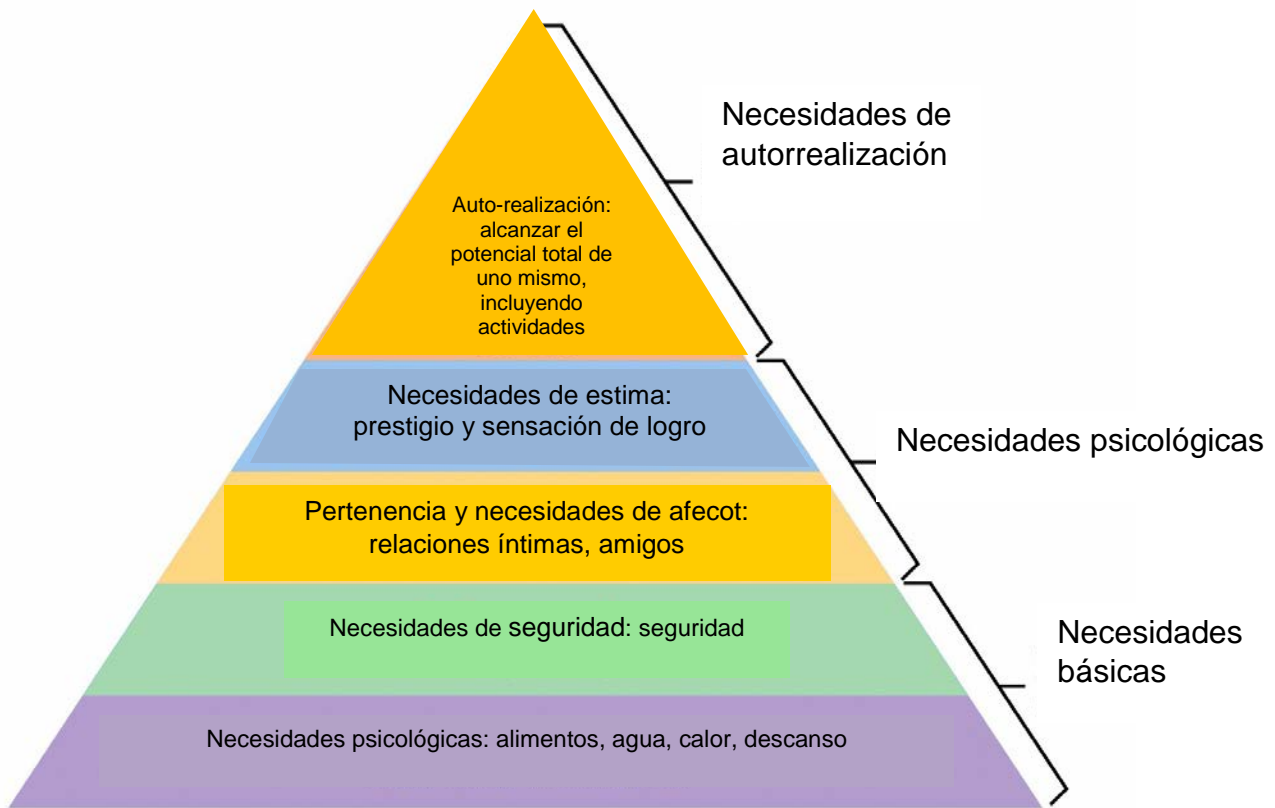 Necesidades de
autorrealización
Auto-realización:
alcanzar el
potencial total de
uno mismo,
incluyendo
actividades
Necesidades de estima:
prestigio y sensación de logro
Necesidades psicológicas
Pertenencia y necesidades de afecot:
relaciones íntimas, amigos
Necesidades de seguridad: seguridad
Necesidades
básicas
Necesidades psicológicas: alimentos, agua, calor, descanso